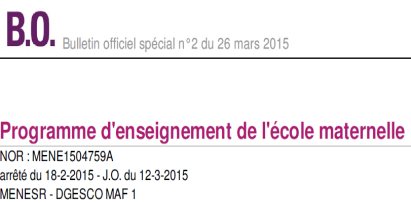 B.O. Bulletin officiel spécial n°2 du 26 mars 2015
Programme d'enseignement de l'école maternelle
NOR : MENE1504759A
arrêté du 18-2-2015 - J.O. du 12-3-2015
MENESR - DGESCO MAF 1